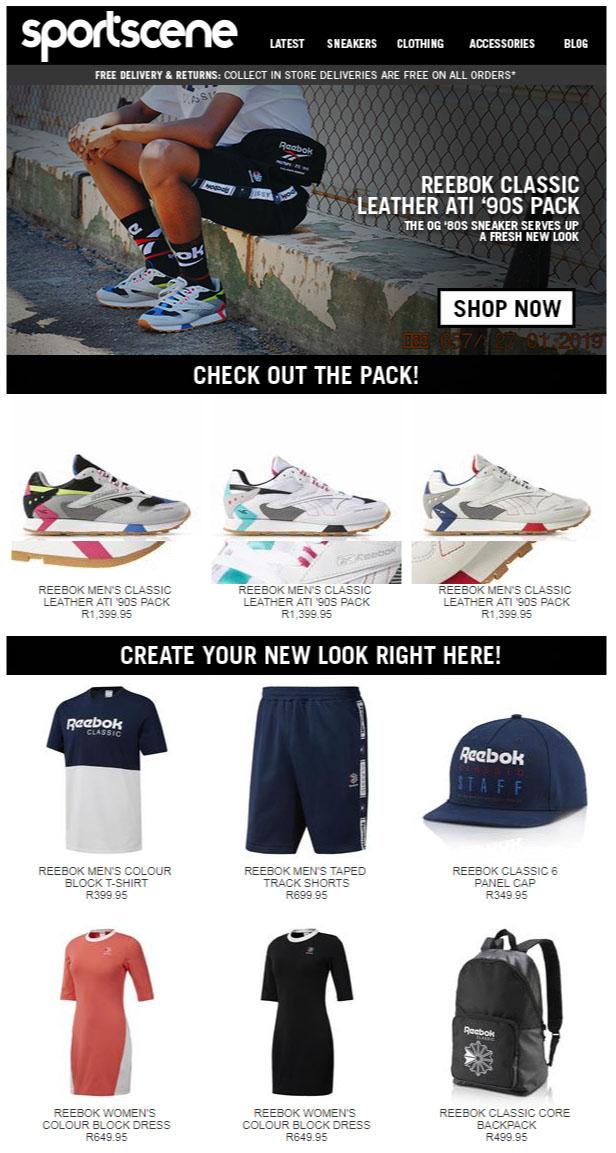 sportscene
LATEST SNEAKERS CLOTHING ACCESSORIES BLOG
FREE DELIVERY & RETURNS: COLLECT IN STORE DELIVERIES ARE FREE ON ALL ORDERS*
CLASSIC
Reebok
REEBOK CLASSIC
LEATHER ATI ‘90S PACK
THE OG ‘80S SNEAKER SERVES UP
A FRESH NEW LOOK
SHOP NOW
27 01.2019
CHECK OUT THE PACK!
Reebok
REEBOK MEN'S CLASSIC
LEATHER ATI '90S PACK
R1,399.95
REEBOK MEN'S CLASSIC
LEATHER ATI '90S PACK
R1,399.95
REEBOK MEN'S CLASSIC
LEATHER ATI '90S PACK
R1,399.95
CREATE YOUR NEW LOOK RIGHT HERE!
Reebok
CLASSIC
Reebok
CLASSIC
STAFF
REEBOK MEN'S COLOUR
BLOCK T-SHIRT
R399.95
REEBOK MEN'S TAPED
TRACK SHORTS
R699.95
REEBOK CLASSIC 6
PANEL CAP
R349.95
Reebok
CLASSIC
REEBOK WOMEN'S
COLOUR BLOCK DRESS
R649.95
REEBOK WOMEN'S
COLOUR BLOCK DRESS
R649.95
REEBOK CLASSIC CORE
BACKPACK
R499.95